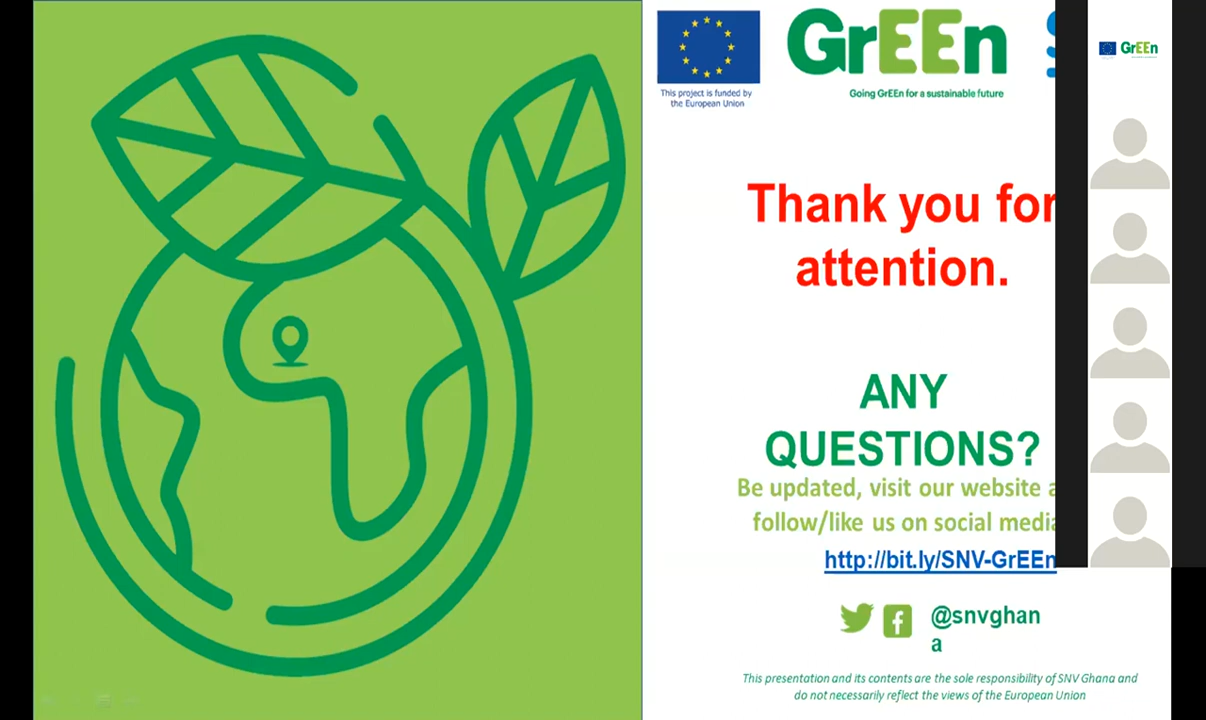 GrEEn
This project is funded by
the European Union
Going GrEEn for a sustainable future
GrEEn
Thank you for
attention.
ANY
QUESTIONS?
Be updated, visit our website
follow/like us on social media
http://bit.ly/SNV-GrEEn
@snvghan
a
This presentation and its contents are the sole responsibility of SNV Ghana and
do not necessarily reflect the views of the European Union